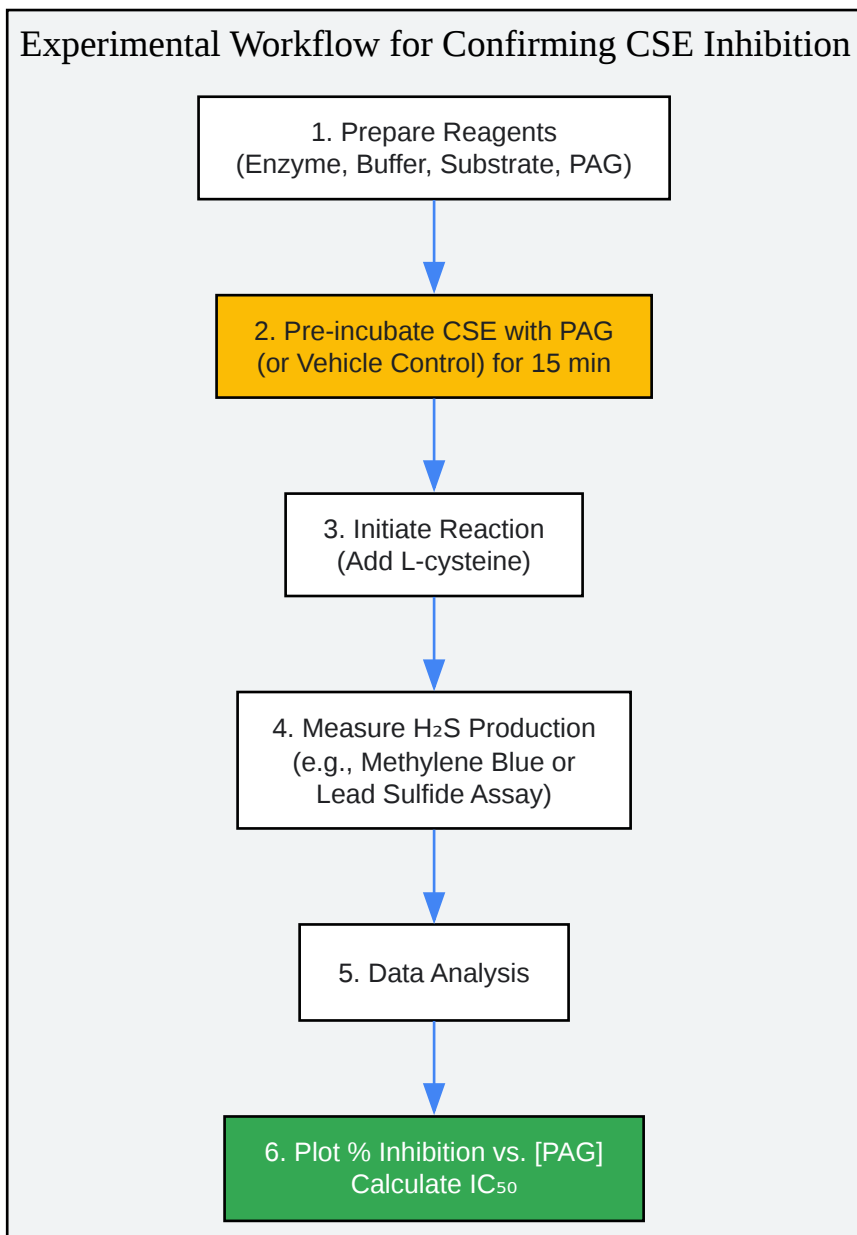 Experimental Workflow for Confirming CSE Inhibition
1. Prepare Reagents
(Enzyme, Buffer, Substrate, PAG)
2. Pre-incubate CSE with PAG
(or Vehicle Control) for 15 min
3. Initiate Reaction
(Add L-cysteine)
4. Measure H₂S Production
(e.g., Methylene Blue or
Lead Sulfide Assay)
5. Data Analysis
6. Plot % Inhibition vs. [PAG]
Calculate IC₅₀